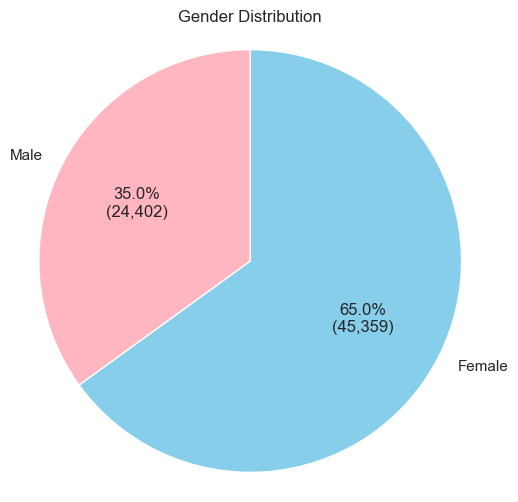 Gender Distribution
Male
35.0%
(24,402)
65.0%
(45,359)
Female